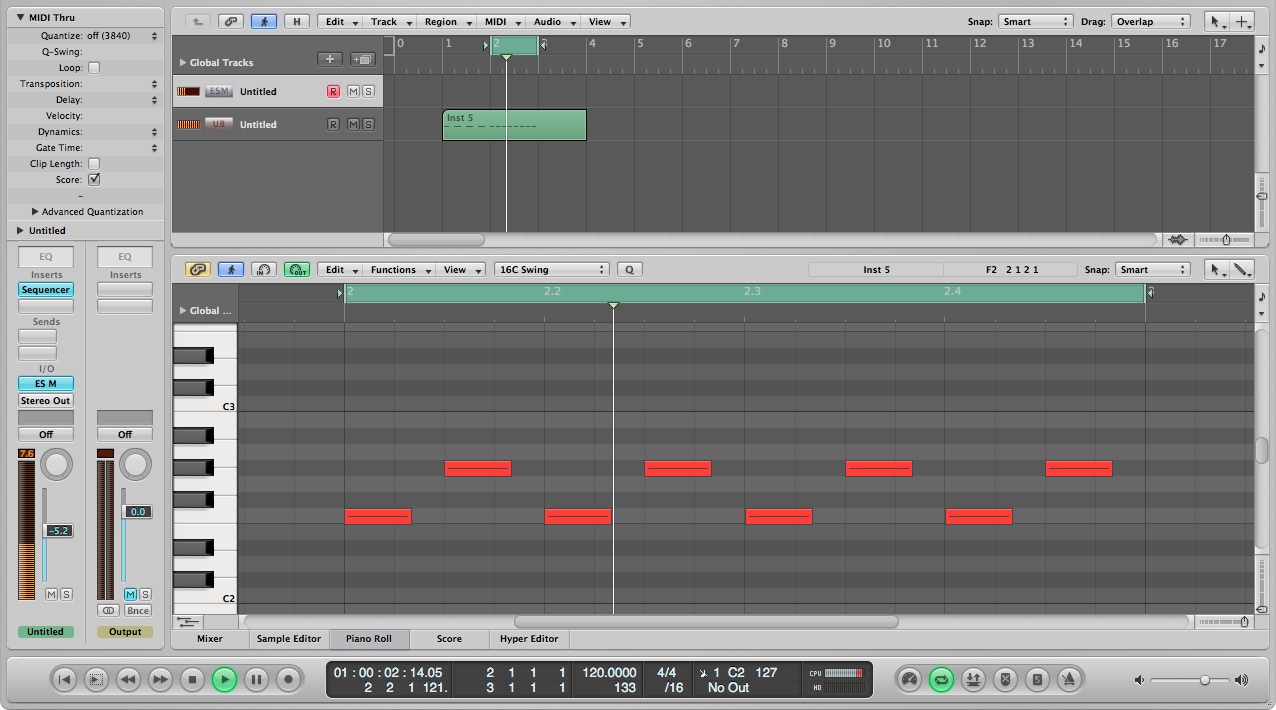 MIDI Thru
Quantize: off (3840)
Q-Swing:
Loop:
Transposition:
Delay:
Velocity:
Dynamics:
Gate Time:
Clip Length:
Score:
–
Advanced Quantization
Untitled
EQ EQ
Inserts Inserts
Sequencer
Sends
I/O
ES M
Stereo Out
Off Off
7.6
0.0
-5.2
M S M S
Bnce
Untitled Output
H Edit Track Region MIDI Audio View Snap: Smart Drag: Overlap
0 1 2 3 4 5 6 7 8 9 10 11 12 13 14 15 16 17
Global Tracks
ESM Untitled R M S
UB Untitled R M S
Inst 5
OUT Edit Functions View 16C Swing Q Inst 5 F2 2 1 2 1 Snap: Smart
2 2.2 2.3 2.4 3
Global ...
C3
C2
Mixer Sample Editor Piano Roll Score Hyper Editor
01 : 00 : 02 : 14.05 2 1 1 1 120.0000 4/4 1 C2 127 CPU
2 2 1 121. 3 1 1 1 133 /16 No Out HD
S